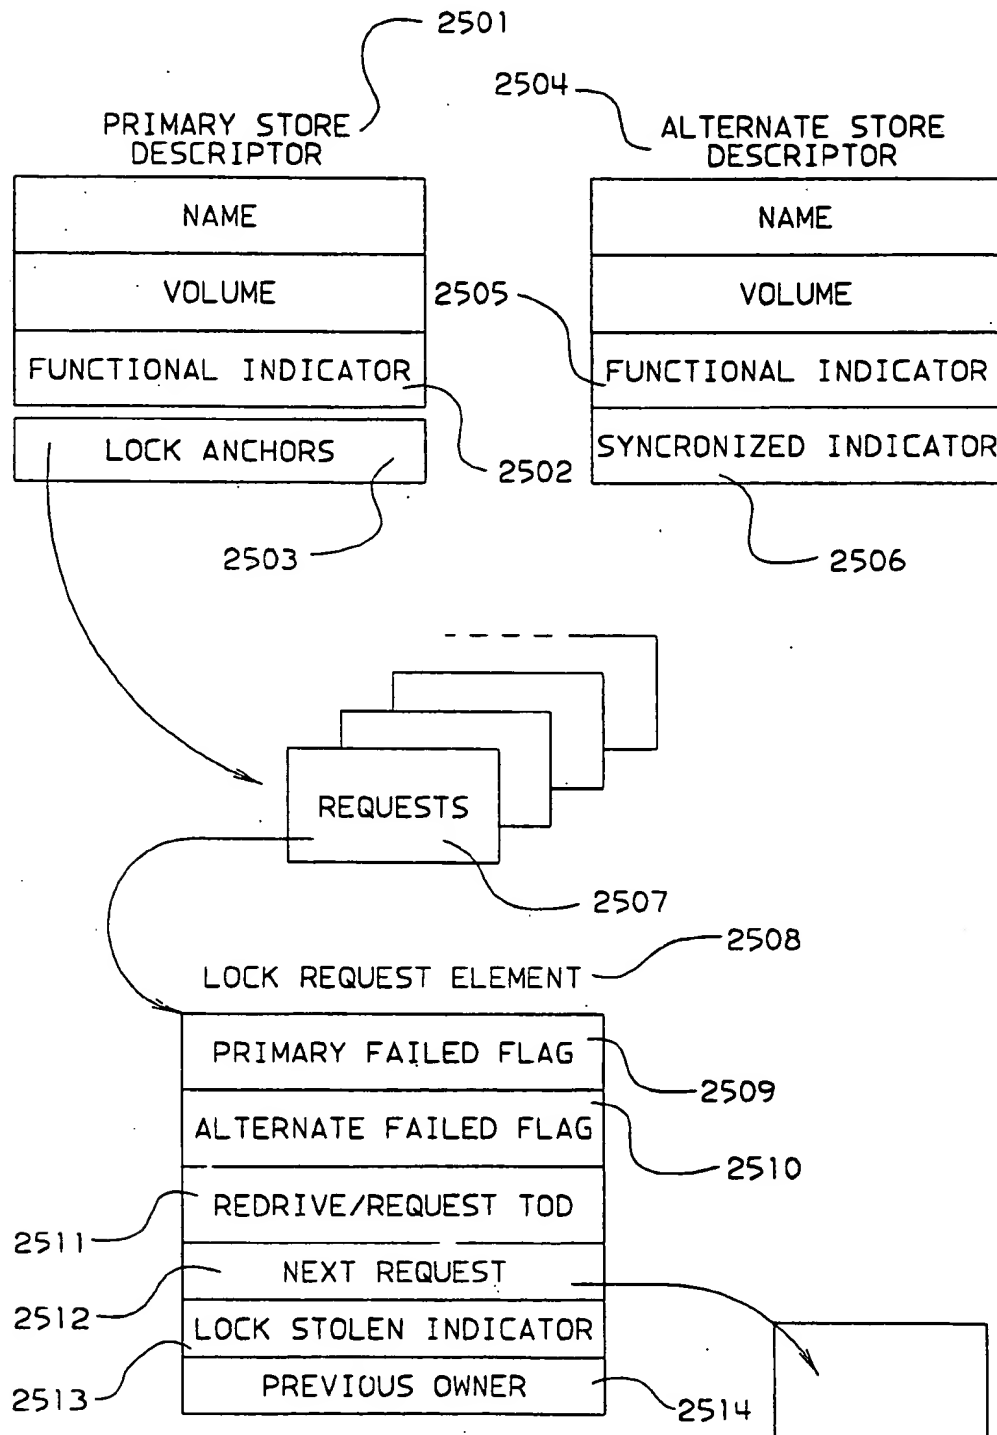 2501
2504
PRIMARY STORE
DESCRIPTOR
ALTERNATE STORE
DESCRIPTOR
NAME
VOLUME
FUNCTIONAL INDICATOR
LOCK ANCHORS
2502
2503
NAME
VOLUME
2505
FUNCTIONAL INDICATOR
SYNCRONIZED INDICATOR
2506
REQUESTS
2507
2508
LOCK REQUEST ELEMENT
PRIMARY FAILED FLAG
2509
ALTERNATE FAILED FLAG
2510
REDRIVE/REQUEST TOD
2511
NEXT REQUEST
2512
LOCK STOLEN INDICATOR
2513
PREVIOUS OWNER
2514